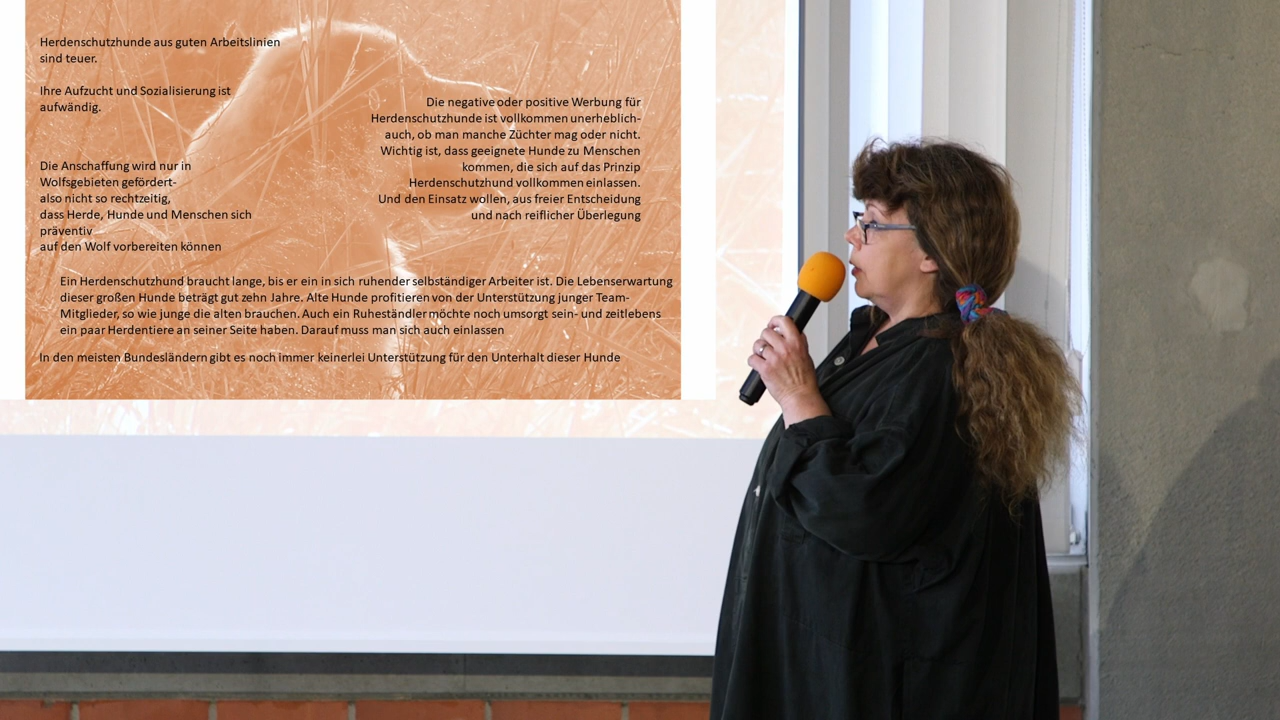 Herdenschutzhunde aus guten Arbeitslinien
sind teuer.
Ihre Aufzucht und Sozialisierung ist
aufwändig.
Die negative oder positive Werbung für
Herdenschutzhunde ist vollkommen unerheblich-
auch, ob man manche Züchter mag oder nicht.
Wichtig ist, dass geeignete Hunde zu Menschen
kommen, die sich auf das Prinzip
Herdenschutzhund vollkommen einlassen.
Und den Einsatz wollen, aus freier Entscheidung
und nach reiflicher Überlegung
Die Anschaffung wird nur in
Wolfsgebieten gefördert-
also nicht so rechtzeitig,
dass Herde, Hunde und Menschen sich
präventiv
auf den Wolf vorbereiten können
Ein Herdenschutzhund braucht lange, bis er ein in sich ruhender selbständiger Arbeiter ist. Die Lebenserwartung
dieser großen Hunde beträgt gut zehn Jahre. Alte Hunde profitieren von der Unterstützung junger Team-
Mitglieder, so wie junge die alten brauchen. Auch ein Ruheständler möchte noch umsorgt sein- und zeitlebens
ein paar Herdentiere an seiner Seite haben. Darauf muss man sich auch einlassen
In den meisten Bundesländern gibt es noch immer keinerlei Unterstützung für den Unterhalt dieser Hunde